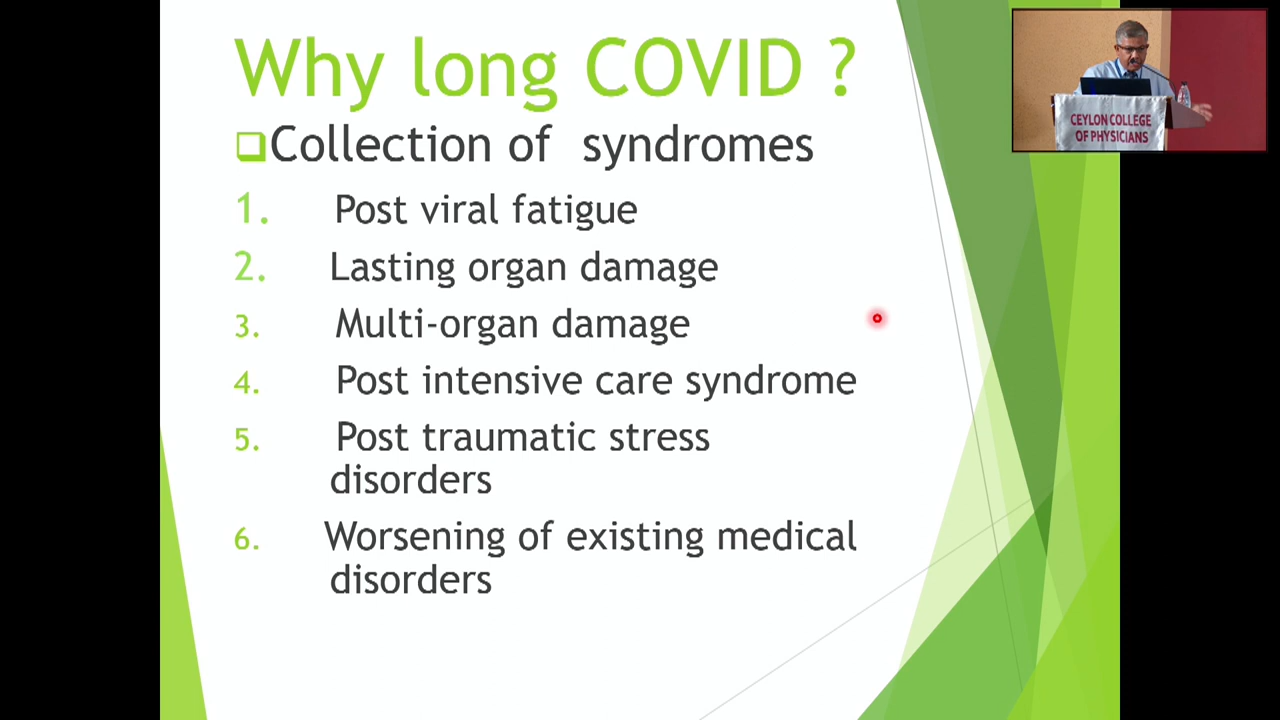 Why long COVID ?
Collection of syndromes
1. Post viral fatigue
2. Lasting organ damage
3. Multi-organ damage
4. Post intensive care syndrome
5. Post traumatic stress
disorders
6. Worsening of existing medical
disorders
CEYLON COLLEGE
OF PHYSICIANS